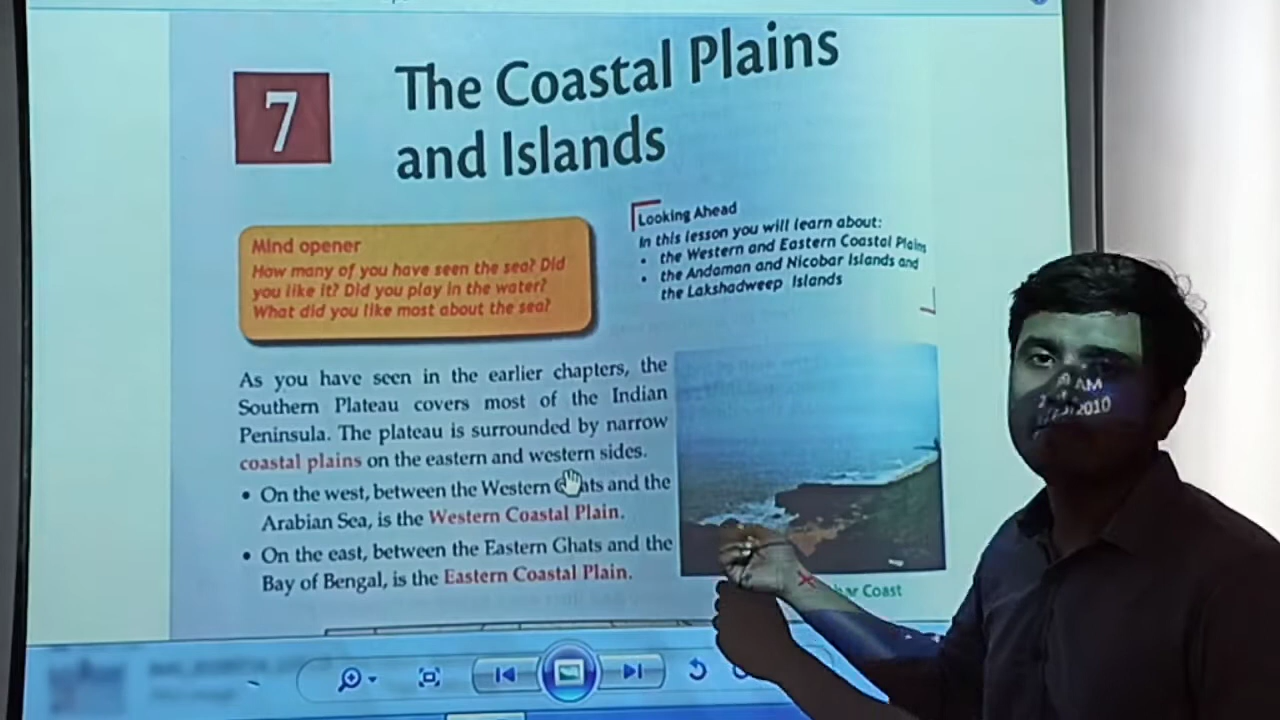 7
The Coastal Plains
and Islands
Mind opener
How many of you have seen the sea? Did
you like it? Did you play in the water?
What did you like most about the sea?
Looking Ahead
In this lesson you will learn about:
• the Western and Eastern Coastal Plains
• the Andaman and Nicobar Islands and
the Lakshadweep Islands
As you have seen in the earlier chapters, the
Southern Plateau covers most of the Indian
Peninsula. The plateau is surrounded by narrow
coastal plains on the eastern and western sides.
• On the west, between the Western Ghats and the
Arabian Sea, is the Western Coastal Plain.
• On the east, between the Eastern Ghats and the
Bay of Bengal, is the Eastern Coastal Plain.
Coast
AM
2010